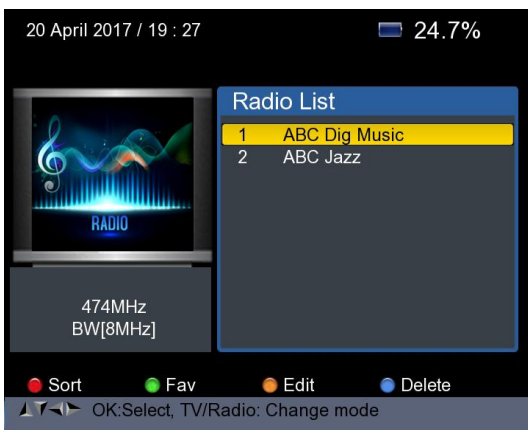 20 April 2017 / 19 : 27
24.7%
Radio List
1 ABC Dig Music
2 ABC Jazz
RADIO
474MHz
BW[8MHz]
Sort Fav Edit Delete
OK:Select, TV/Radio: Change mode